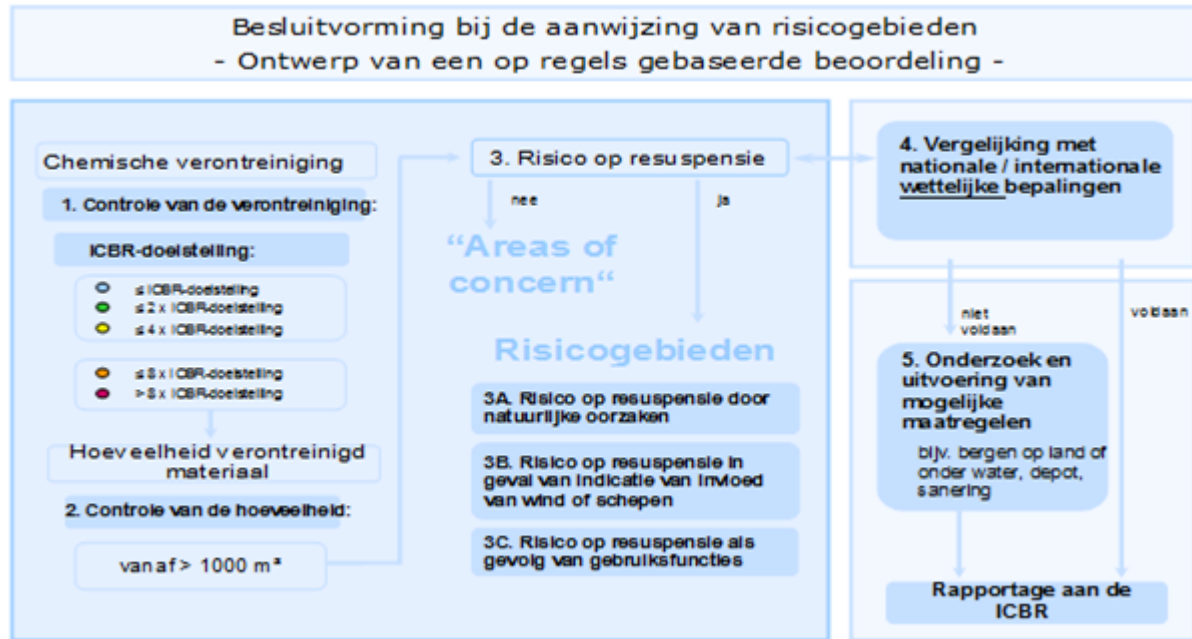 Besluitvorming bij de aanwijzing van risicogebieden
- Ontwerp van een op regels gebaseerde beoordeling -
Chemische verontreiniging
1. Controle van de verontreiniging:
ICBR-doelstelling:
≤ ICBR-doelstelling
≤ 2 x ICBR-doelstelling
≤ 4 x ICBR-doelstelling
≤ 8 x ICBR-doelstelling
> 8 x ICBR-doelstelling
Hoeveelheid verontreinigd
materiaal
2. Controle van de hoeveelheid:
vanaf > 1000 m³
3. Risico op resuspensie
nee
ja
“Areas of
concern“
Risicogebieden
3A. Risico op resuspensie door
natuurlijke oorzaken
3B. Risico op resuspensie in
geval van indicatie van invloed
van wind of schepen
3C. Risico op resuspensie als
gevolg van gebruiksfuncties
4. Vergelijking met
nationale / internationale
wettelijke bepalingen
niet
voldaan
voldaan
5. Onderzoek en
uitvoering van
mogelijke
maatregelen
bijv. bergen op land of
onder water, depot,
sanering
Rapportage aan de
ICBR